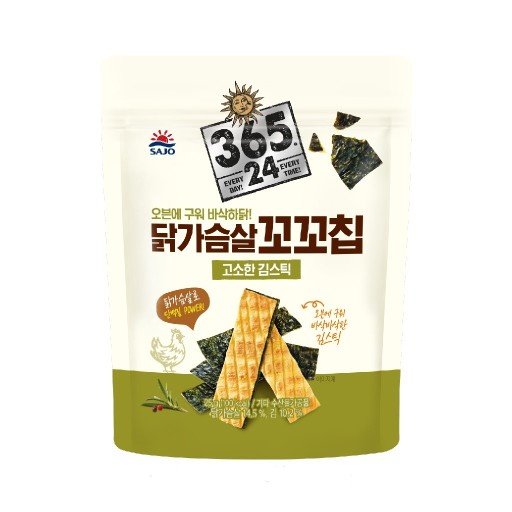 SAJO
365.
24
EVERY DAY!
EVERY TIME!
오븐에 구워 바삭하닭!
닭가슴살꼬꼬칩
고소한 김스틱
닭가슴살로
단백질 POWER!
오븐에 구워
바삭바삭한
김스틱